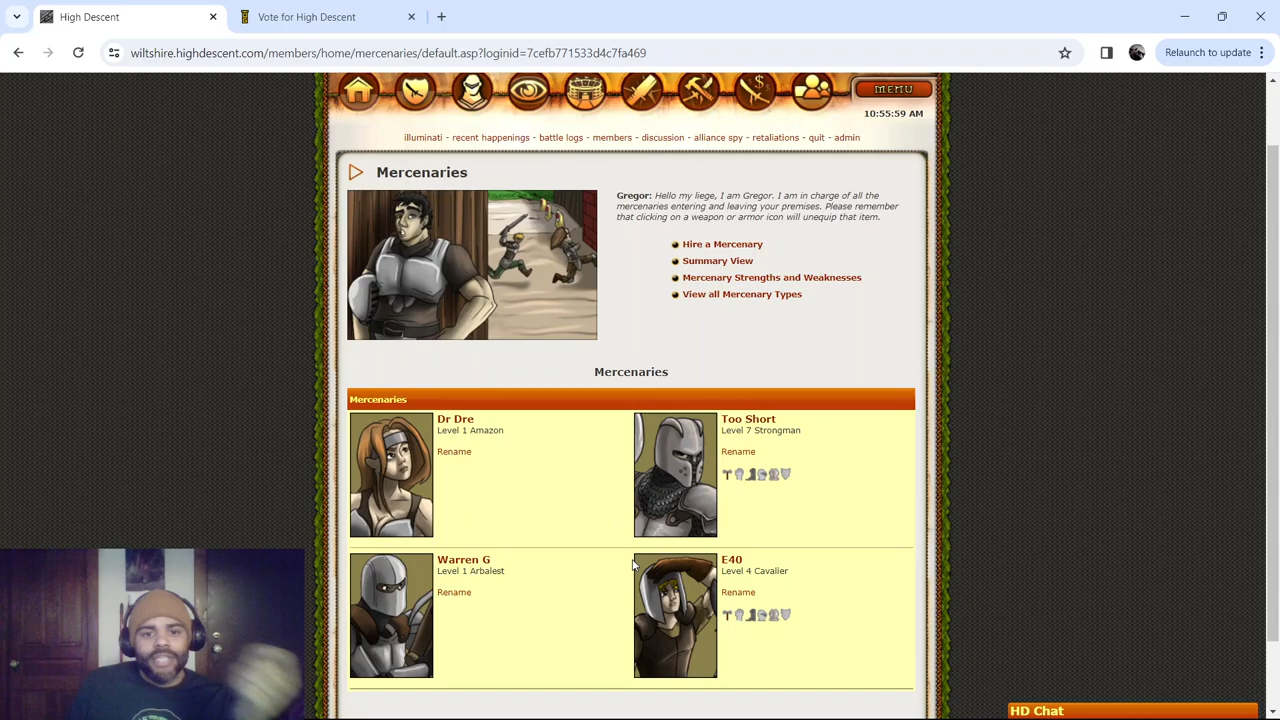 High Descent
Vote for High Descent
wiltshire.highdescent.com/members/home/mercenaries/default.asp?loginid=7cefb771533d4c7fa469
Relaunch to update
MENU
10:55:59 AM
illuminati - recent happenings - battle logs - members - discussion - alliance spy - retaliations - quit - admin
Mercenaries
Gregor: Hello my liege, I am Gregor. I am in charge of all the
mercenaries entering and leaving your premises. Please remember
that clicking on a weapon or armor icon will unequip that item.
Hire a Mercenary
Summary View
Mercenary Strengths and Weaknesses
View all Mercenary Types
Mercenaries
Mercenaries
Dr Dre
Level 1 Amazon
Rename
Too Short
Level 7 Strongman
Rename
Warren G
Level 1 Arbalest
Rename
E40
Level 4 Cavalier
Rename
HD Chat